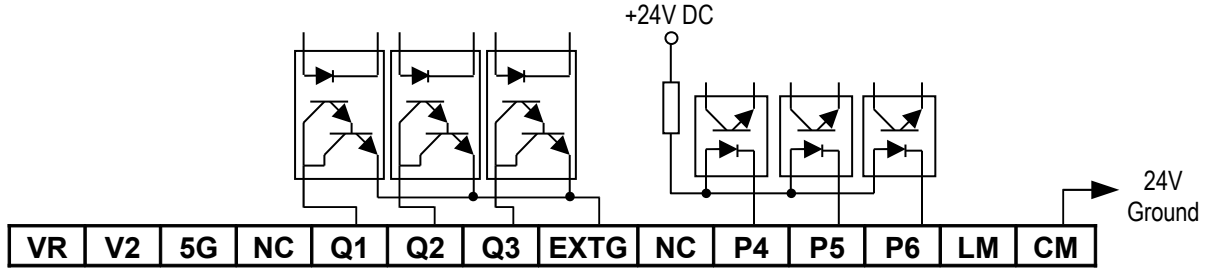 +24V DC
24V
Ground
VR V2 5G NC Q1 Q2 Q3 EXTG NC P4 P5 P6 LM CM